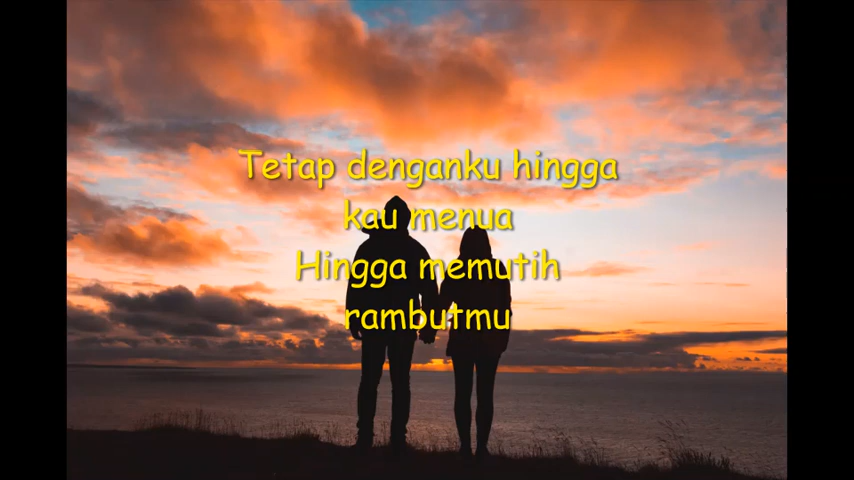 Tetap denganku hingga
kau menua
Hingga memutih
rambutmu